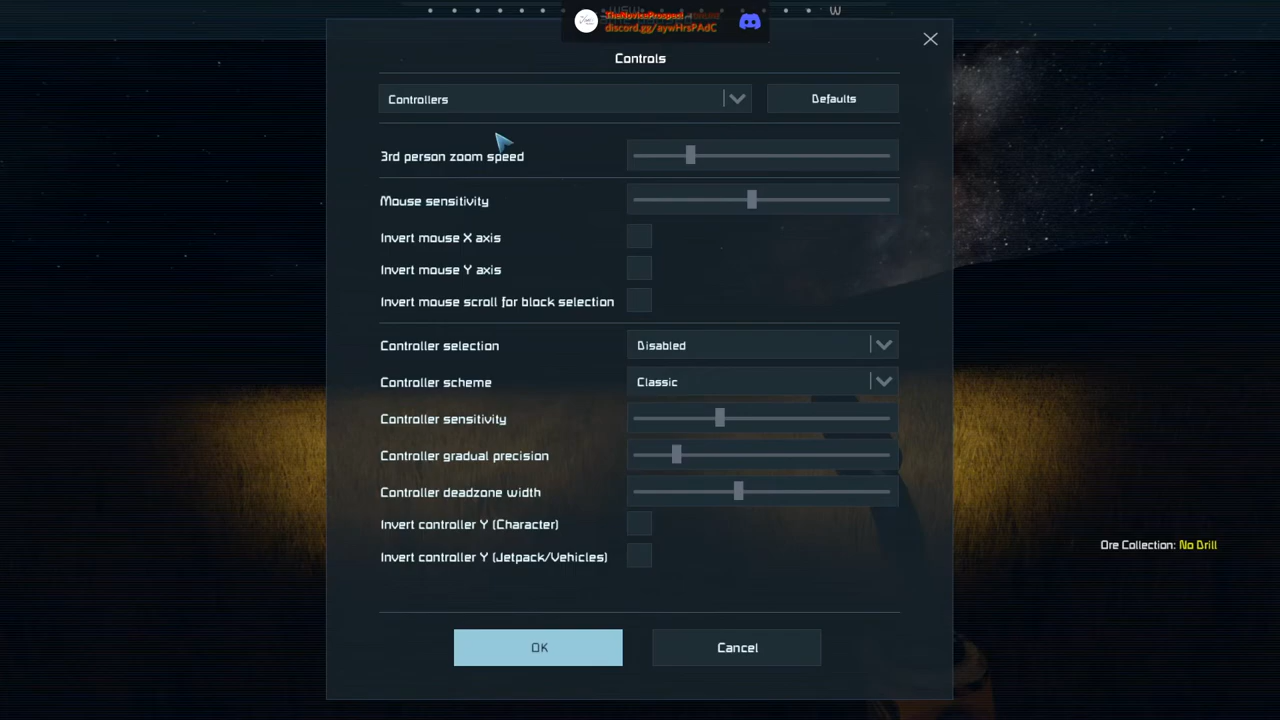 W
TheNoviceProspect
discord.gg/aywHrsPAdC
Controls
Controllers
Defaults
3rd person zoom speed
Mouse sensitivity
Invert mouse X axis
Invert mouse Y axis
Invert mouse scroll for block selection
Controller selection
Disabled
Controller scheme
Classic
Controller sensitivity
Controller gradual precision
Controller deadzone width
Invert controller Y (Character)
Invert controller Y (Jetpack/Vehicles)
Ore Collection: No Drill
OK
Cancel